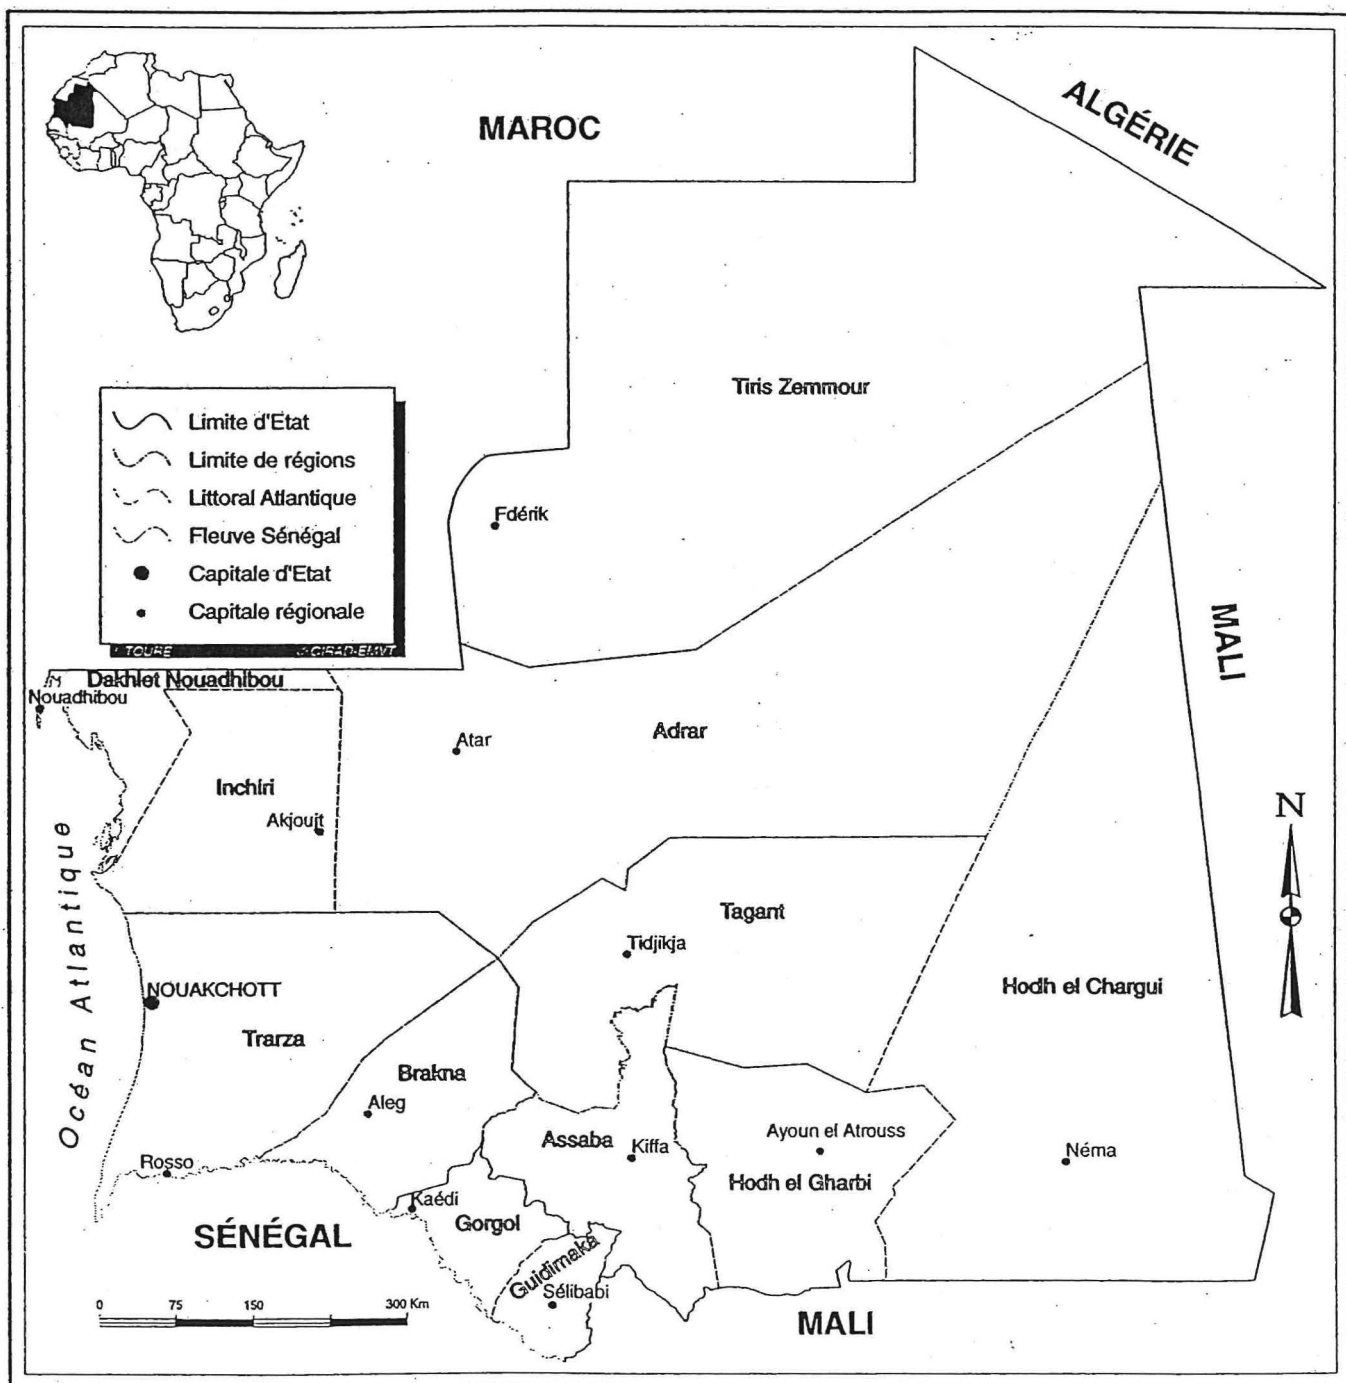 MAROC
ALGÉRIE
Tiris Zemmour
Limite d'Etat
Limite de régions
Littoral Atlantique
Fleuve Sénégal
Capitale d'Etat
Capitale régionale
TOURE CIRAD-EMVT
Fdérik
MALI
Dakhlet Nouadhibou
Nouadhibou
Atar
Adrar
Inchiri
Akjoujt
N
Océan Atlantique
Tagant
Tidjikja
NOUAKCHOTT
Hodh el Chargui
Trarza
Brakna
Aleg
Assaba
Kiffa
Ayoun el Atrouss
Néma
Rosso
Hodh el Gharbi
Kaédi
Gorgol
SÉNÉGAL
Guidimaka
Sélibabi
0 75 150 300 Km
MALI